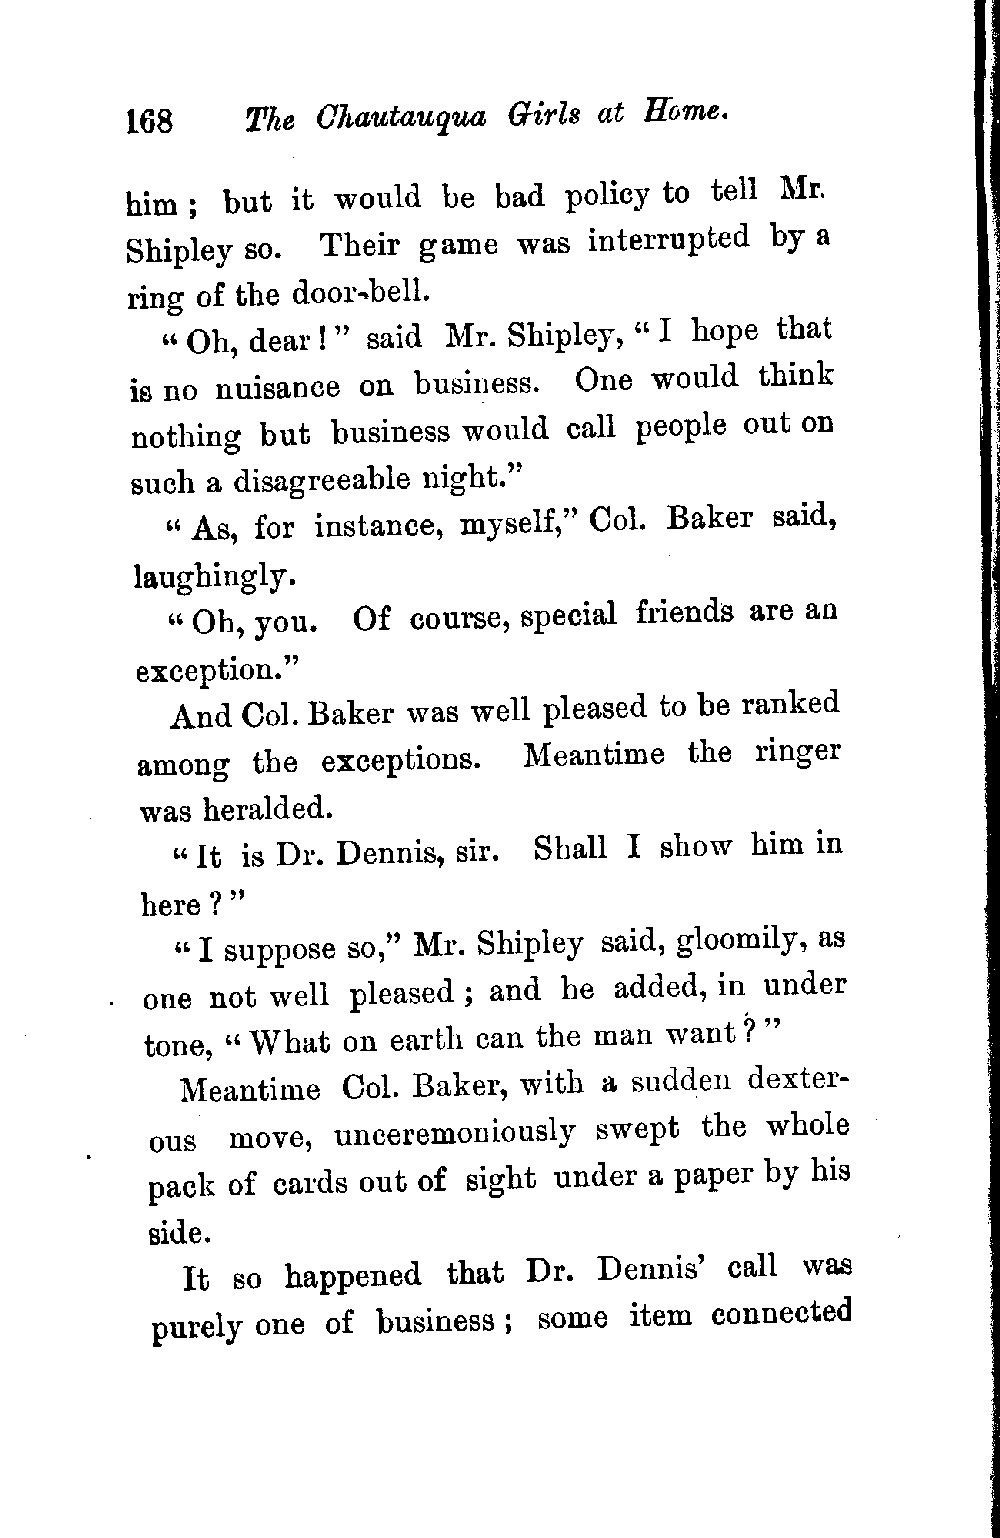 168 The Chautauqua Girls at Home.
him ; but it would be bad policy to tell Mr.
Shipley so. Their game was interrupted by a
ring of the door-bell.
“ Oh, dear ! ” said Mr. Shipley, “ I hope that
is no nuisance on business. One would think
nothing but business would call people out on
such a disagreeable night.”
“ As, for instance, myself,” Col. Baker said,
laughingly.
“ Oh, you. Of course, special friends are an
exception.”
And Col. Baker was well pleased to be ranked
among the exceptions. Meantime the ringer
was heralded.
“ It is Dr. Dennis, sir. Shall I show him in
here ? ”
“ I suppose so,” Mr. Shipley said, gloomily, as
one not well pleased ; and he added, in under
tone, “ What on earth can the man want ? ”
Meantime Col. Baker, with a sudden dexter-
ous move, unceremoniously swept the whole
pack of cards out of sight under a paper by his
side.
It so happened that Dr. Dennis’ call was
purely one of business ; some item connected